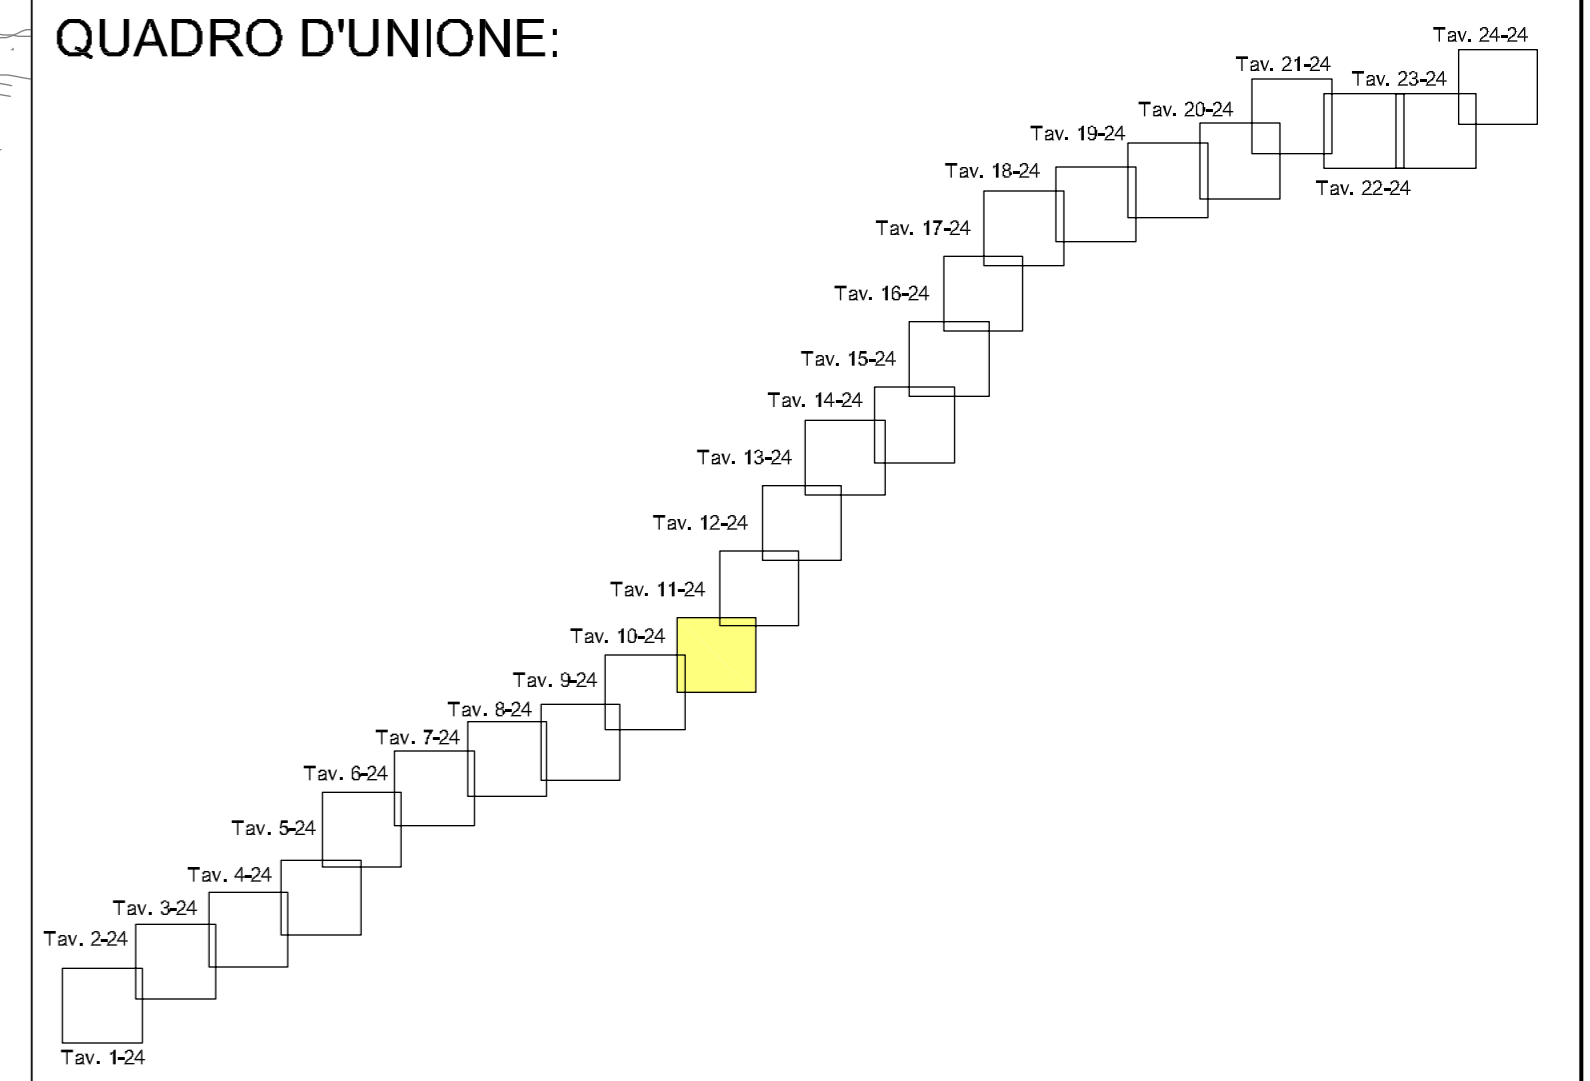 QUADRO D'UNIONE:
Tav. 24-24
Tav. 21-24
Tav. 23-24
Tav. 20-24
Tav. 19-24
Tav. 18-24
Tav. 22-24
Tav. 17-24
Tav. 16-24
Tav. 15-24
Tav. 14-24
Tav. 13-24
Tav. 12-24
Tav. 11-24
Tav. 10-24
Tav. 9-24
Tav. 8-24
Tav. 7-24
Tav. 6-24
Tav. 5-24
Tav. 4-24
Tav. 3-24
Tav. 2-24
Tav. 1-24